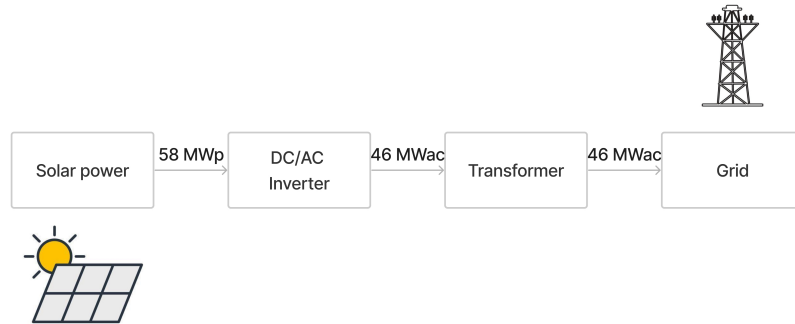 Solar power
58 MWp
DC/AC
Inverter
46 MWac
Transformer
46 MWac
Grid